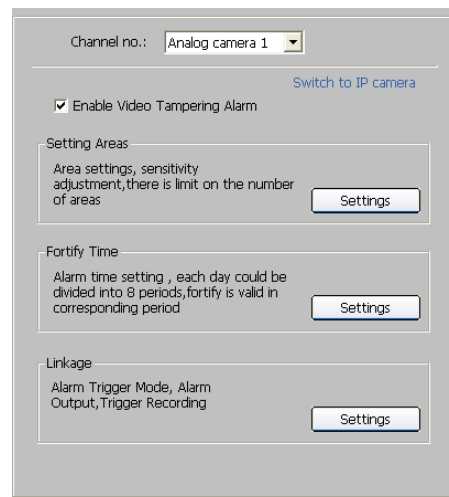 Channel no.: Analog camera 1
Switch to IP camera
Enable Video Tampering Alarm
Setting Areas
Area settings, sensitivity
adjustment,there is limit on the number
of areas
Settings
Fortify Time
Alarm time setting , each day could be
divided into 8 periods,fortify is valid in
corresponding period
Settings
Linkage
Alarm Trigger Mode, Alarm
Output,Trigger Recording
Settings